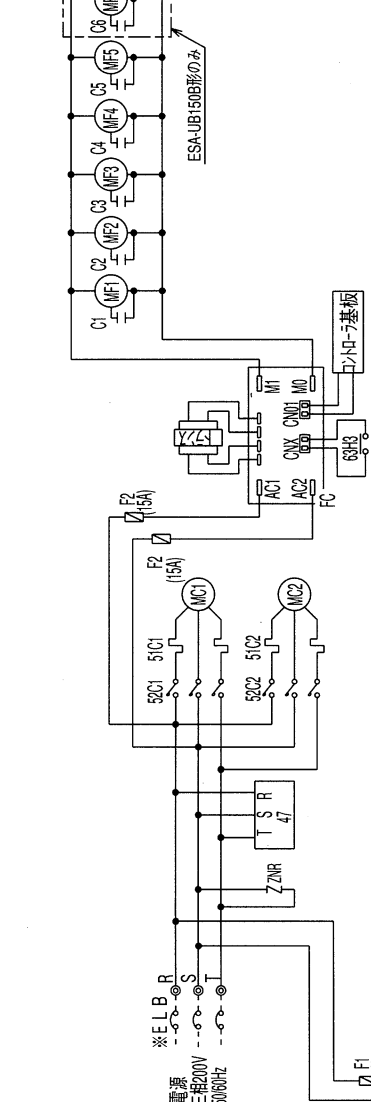 電源
三相200V
50/60Hz
※ELB
R
S
T
F1
ZNR
47
T S R
52C1
51C1
MC1
52C2
51C2
MC2
F2
(15A)
F2
(15A)
AC1
AC2
FC
M1
M0
CNX
CN01
63H3
コントローラ基板
C1
MF1
C2
MF2
C3
MF3
C4
MF4
C5
MF5
C6
ESA-UB150B形のみ